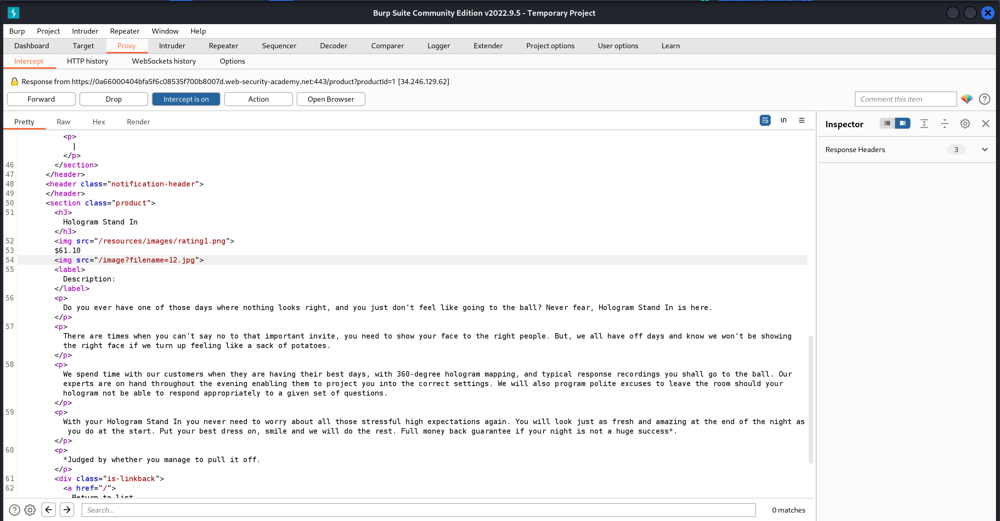 Burp Suite Community Edition v2022.9.5 - Temporary Project
Burp Project Intruder Repeater Window Help
Dashboard Target Proxy Intruder Repeater Sequencer Decoder Comparer Logger Extender Project options User options Learn
Intercept HTTP history WebSockets history Options
Response from https://0a66000404bfa5f6c08535f700b8007d.web-security-academy.net:443/product?productId=1 [34.246.129.62]
Forward Drop Intercept is on Action Open Browser Comment this item
Pretty Raw Hex Render \n
Inspector
Response Headers 3
<p>
|
</p>
46 </section>
47 </header>
48 <header class="notification-header">
49 </header>
50 <section class="product">
51 <h3>
Hologram Stand In
</h3>
52 <img src="/resources/images/rating1.png">
53 $61.10
54 <img src="/image?filename=12.jpg">
55 <label>
Description:
</label>
56 <p>
Do you ever have one of those days where nothing looks right, and you just don't feel like going to the ball? Never fear, Hologram Stand In is here.
</p>
57 <p>
There are times when you can't say no to that important invite, you need to show your face to the right people. But, we all have off days and know we won't be showing
the right face if we turn up feeling like a sack of potatoes.
</p>
58 <p>
We spend time with our customers when they are having their best days, with 360-degree hologram mapping, and typical response recordings you shall go to the ball. Our
experts are on hand throughout the evening enabling them to project you into the correct settings. We will also program polite excuses to leave the room should your
hologram not be able to respond appropriately to a given set of questions.
</p>
59 <p>
With your Hologram Stand In you never need to worry about all those stressful high expectations again. You will look just as fresh and amazing at the end of the night as
you do at the start. Put your best dress on, smile and we will do the rest. Full money back guarantee if your night is not a huge success*.
</p>
60 <p>
*Judged by whether you manage to pull it off.
</p>
61 <div class="is-linkback">
62 <a href="/">
Return to list
Search... 0 matches